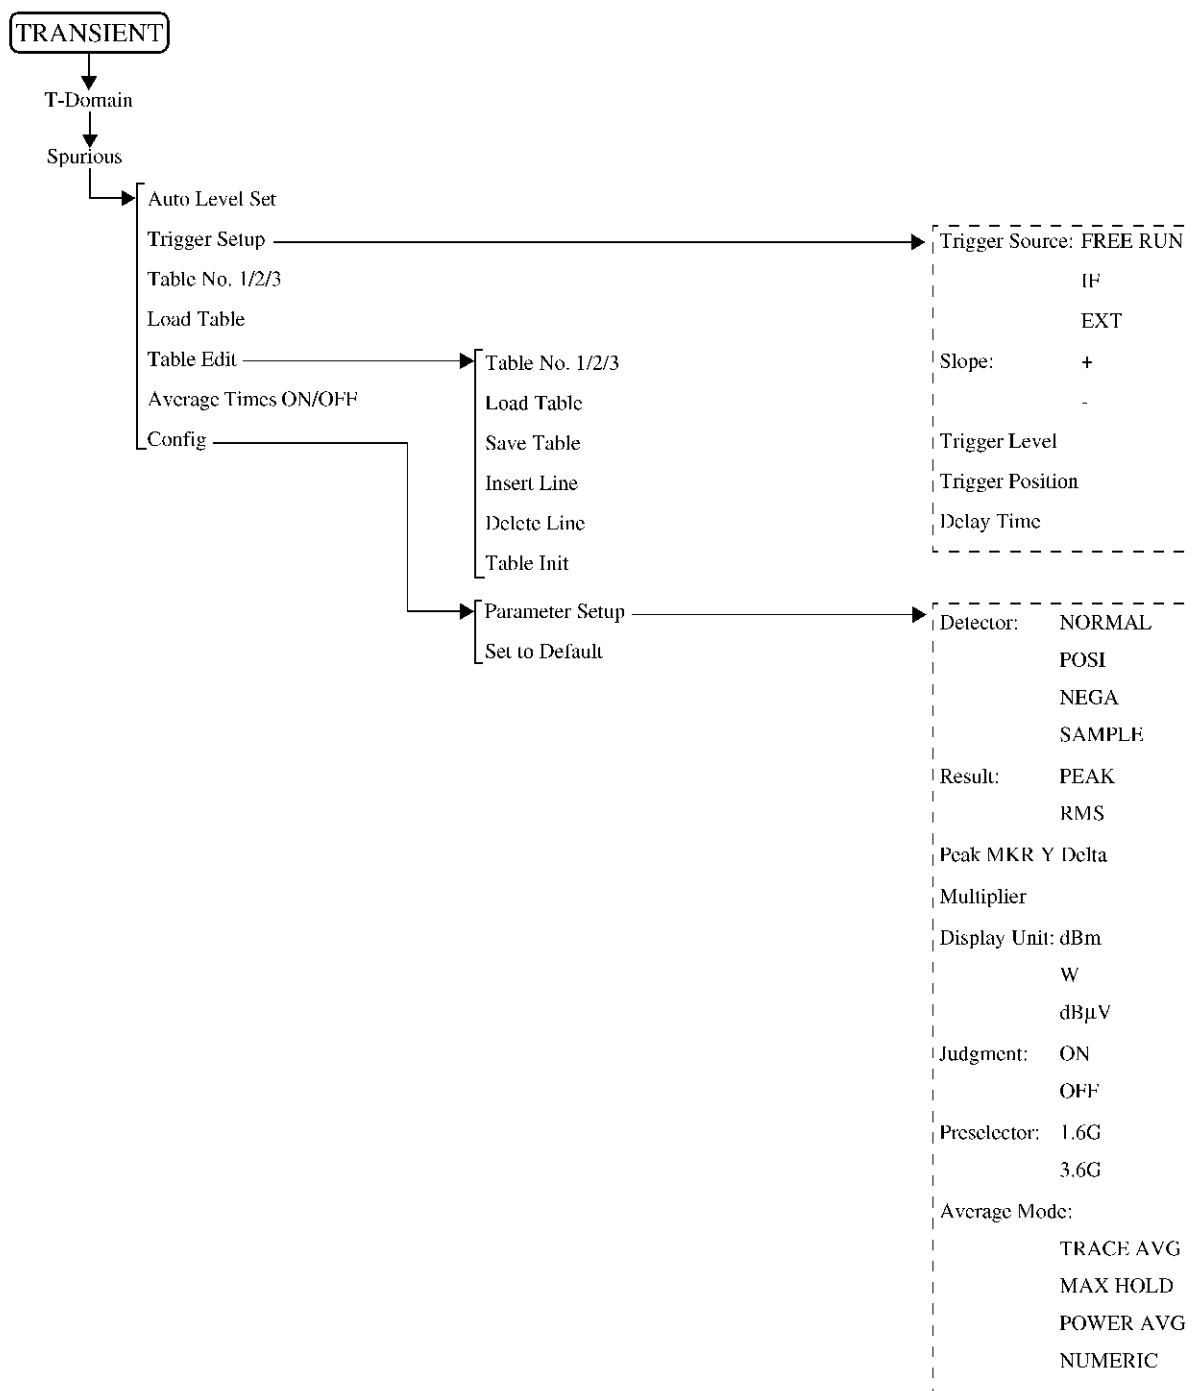 TRANSIENT
T-Domain
Spurious
Auto Level Set
Trigger Setup
Table No. 1/2/3
Load Table
Table Edit
Average Times ON/OFF
Config
Table No. 1/2/3
Load Table
Save Table
Insert Line
Delete Line
Table Init
Parameter Setup
Set to Default
Trigger Source: FREE RUN
IF
EXT
Slope: +
-
Trigger Level
Trigger Position
Delay Time
Detector: NORMAL
POSI
NEGA
SAMPLE
Result: PEAK
RMS
Peak MKR Y Delta
Multiplier
Display Unit: dBm
W
dBμV
Judgment: ON
OFF
Preselector: 1.6G
3.6G
Average Mode:
TRACE AVG
MAX HOLD
POWER AVG
NUMERIC